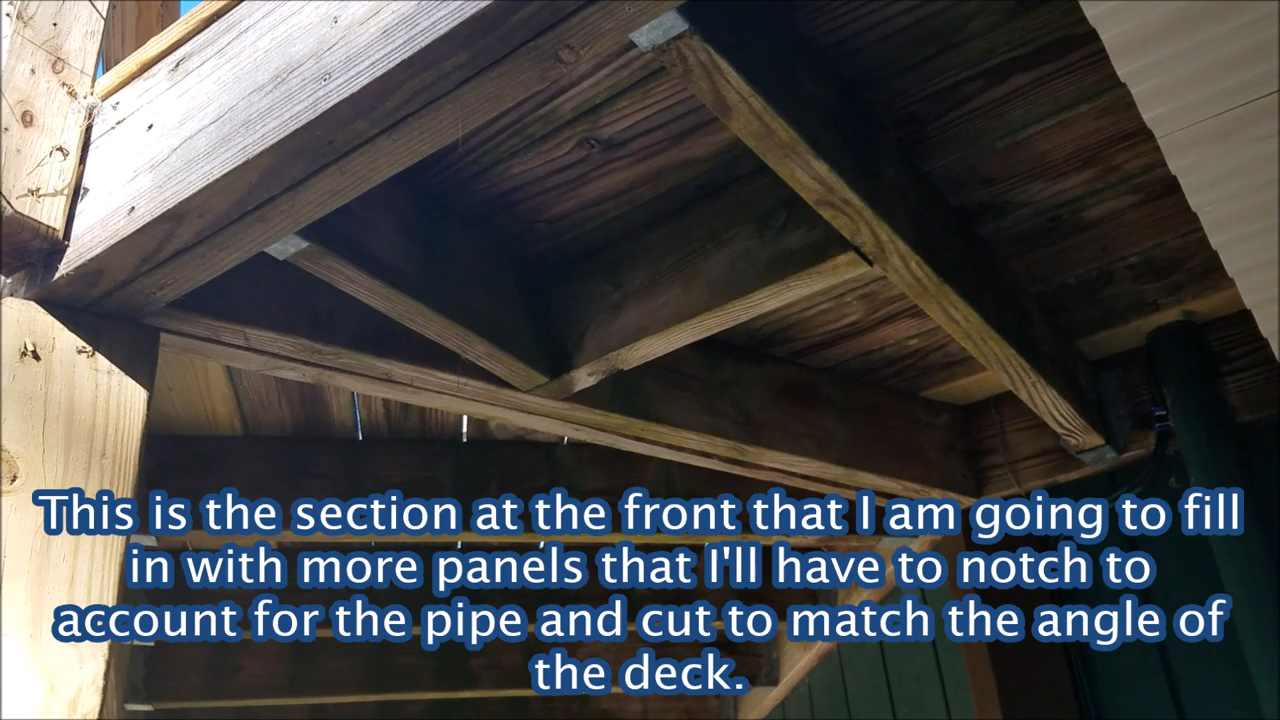 This is the section at the front that I am going to fill
in with more panels that I'll have to notch to
account for the pipe and cut to match the angle of
the deck.